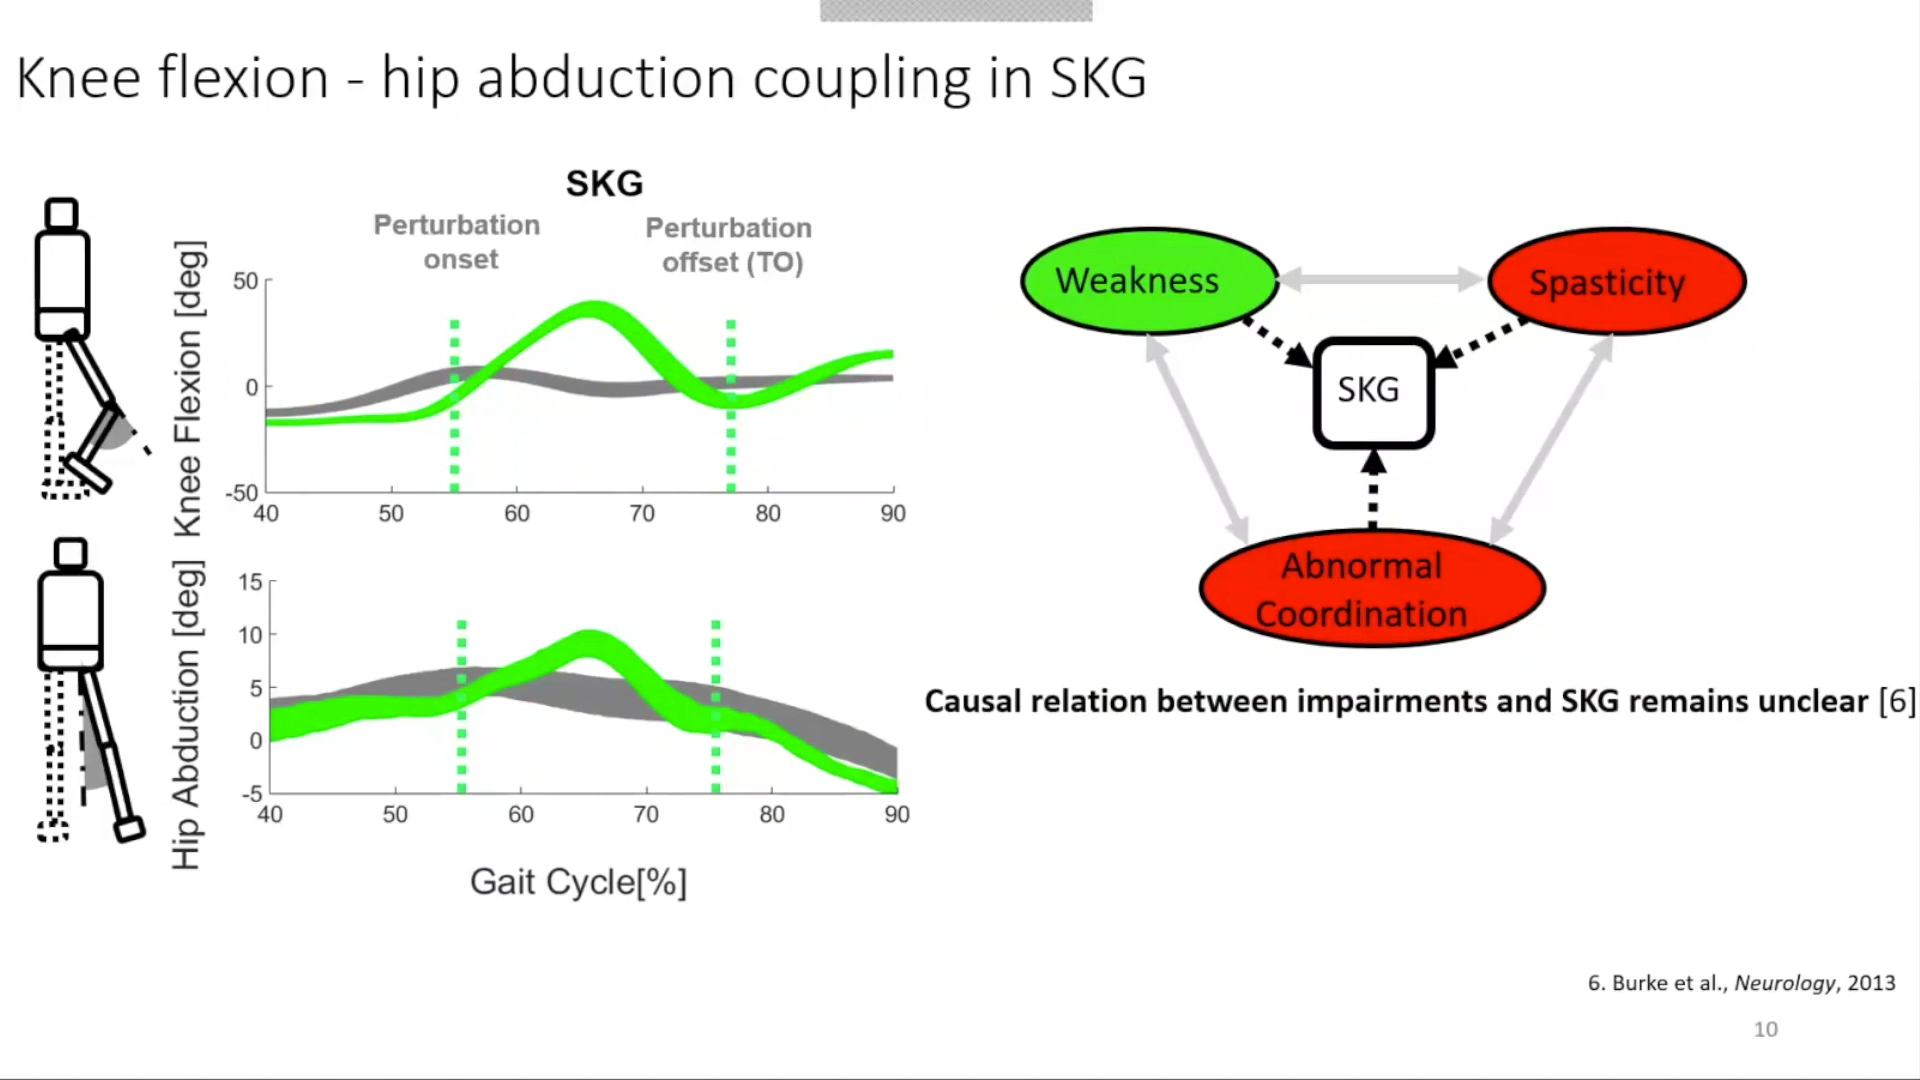 Knee flexion - hip abduction coupling in SKG
SKG
Perturbation
onset
Perturbation
offset (TO)
Knee Flexion [deg]
50
0
-50
40 50 60 70 80 90
Hip Abduction [deg]
15
10
5
0
-5
40 50 60 70 80 90
Gait Cycle[%]
Weakness
Spasticity
SKG
Abnormal
Coordination
Causal relation between impairments and SKG remains unclear [6]
6. Burke et al., Neurology, 2013
10